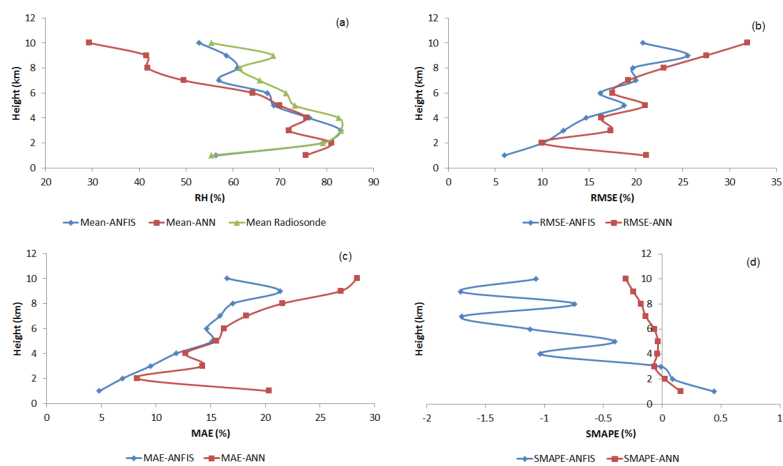 (a)
Height (km)
12
10
8
6
4
2
0
20 30 40 50 60 70 80 90
RH (%)
Mean-ANFIS Mean-ANN Mean Radiosonde
(b)
Height (km)
12
10
8
6
4
2
0
0 5 10 15 20 25 30 35
RMSE (%)
RMSE-ANFIS RMSE-ANN
(c)
Height (km)
12
10
8
6
4
2
0
0 5 10 15 20 25 30
MAE (%)
MAE-ANFIS MAE-ANN
(d)
Height (km)
12
10
8
6
4
2
0
-2 -1.5 -1 -0.5 0 0.5 1
SMAPE (%)
SMAPE-ANFIS SMAPE-ANN